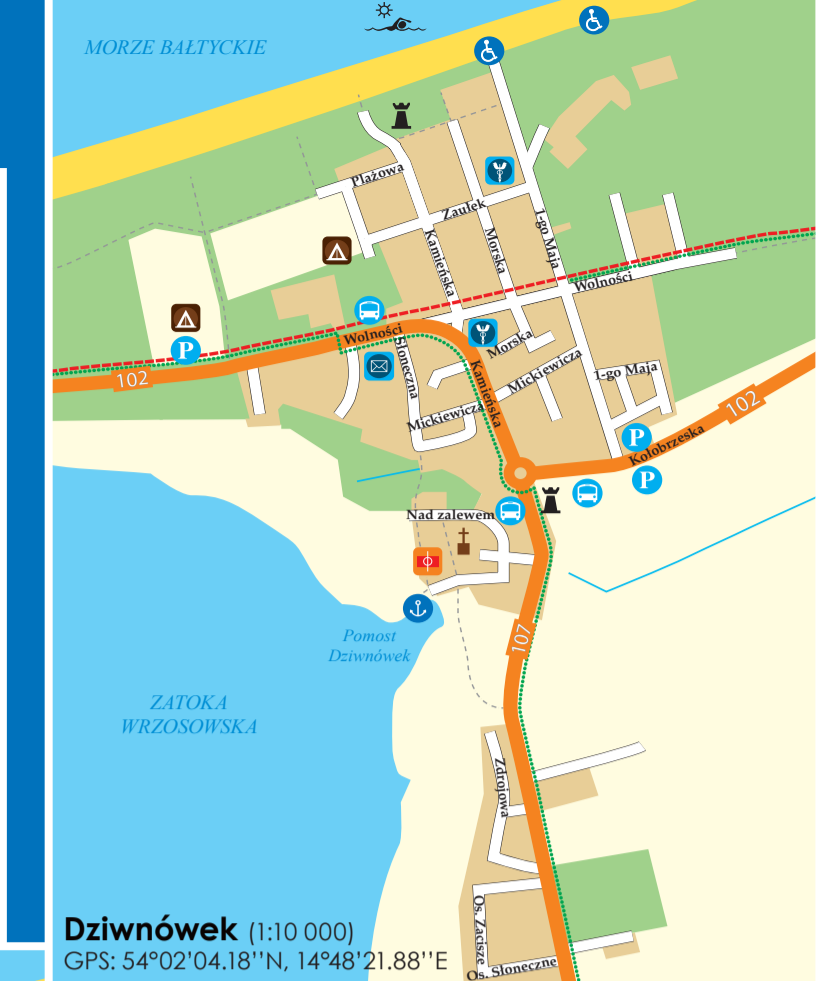 MORZE BAŁTYCKIE
Plażowa
Zaułek
1-go Maja
Kamieńska
Morska
Wolności
P
Wolności
102
Słoneczna
Morska
Mickiewicza
1-go Maja
Kamieńska
Mickiewicza
102
P
Kołobrzeska
P
Nad zalewem
Pomost
Dziwnówek
107
ZATOKA
WRZOSOWSKA
Zdrojowa
Os. Zacisze
Os. Słoneczne
Dziwnówek (1:10 000)
GPS: 54°02’04.18’’N, 14°48’21.88’’E